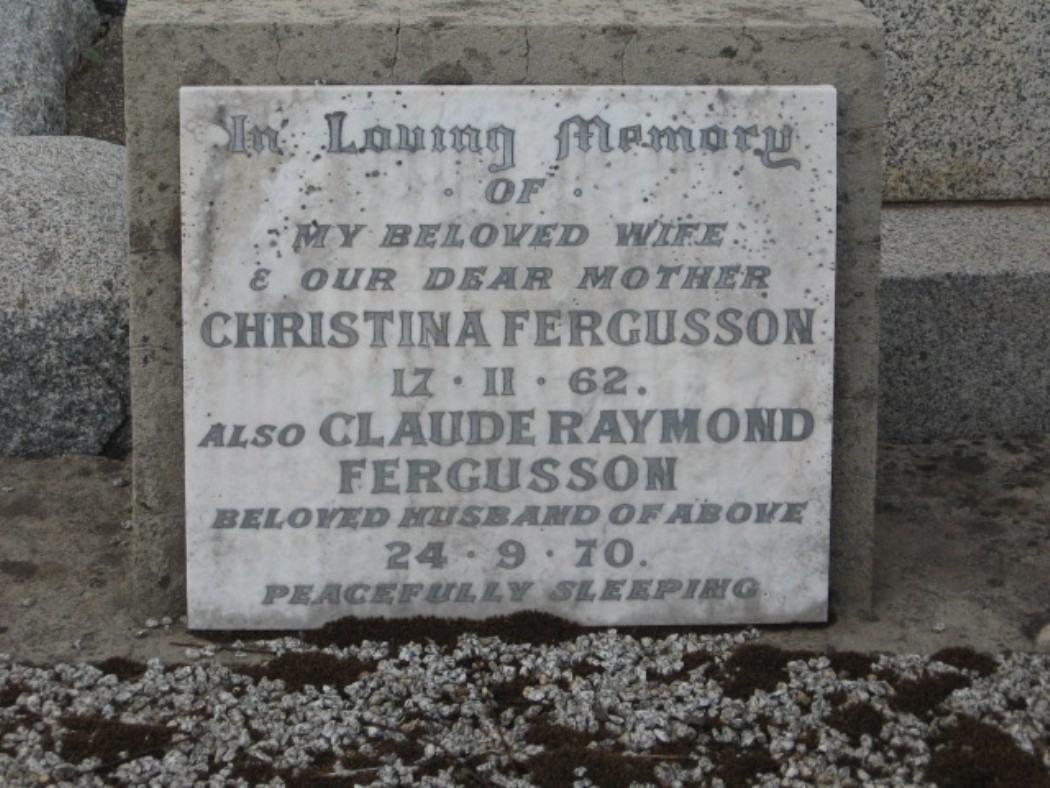 In Loving Memory
· OF ·
MY BELOVED WIFE
& OUR DEAR MOTHER
CHRISTINA FERGUSSON
17 · 11 · 62.
ALSO CLAUDE RAYMOND
FERGUSSON
BELOVED HUSBAND OF ABOVE
24 · 9 · 70.
PEACEFULLY SLEEPING.